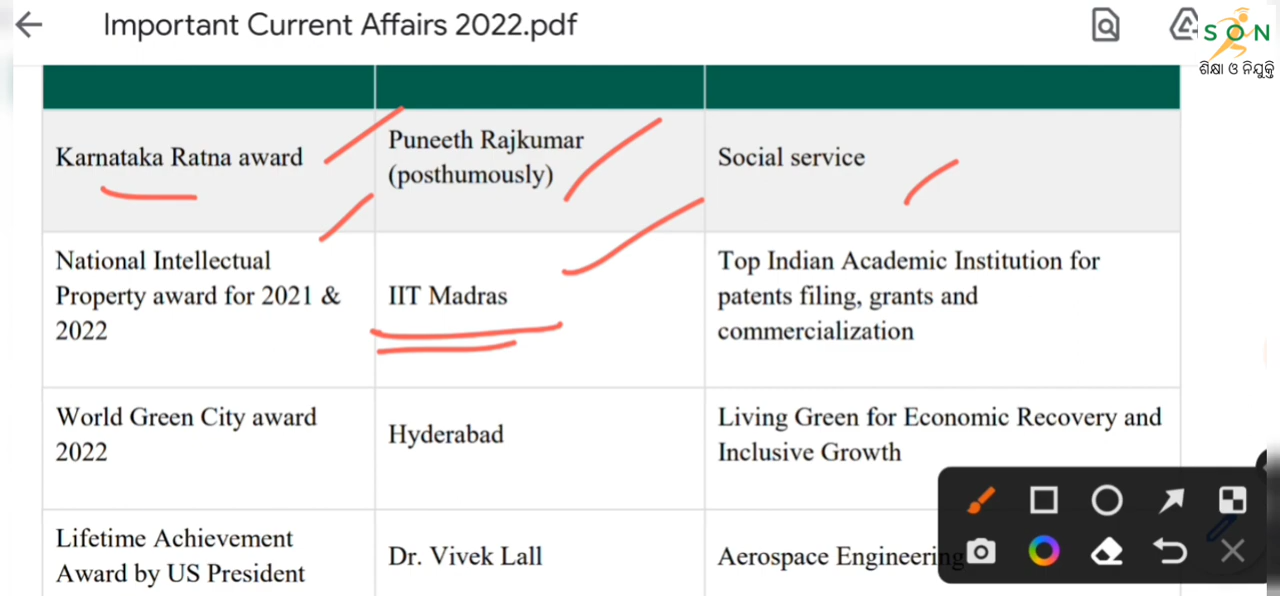 Important Current Affairs 2022.pdf
SON
ଶିକ୍ଷା ଓ ନିଯୁକ୍ତି
Karnataka Ratna award
Puneeth Rajkumar
(posthumously)
Social service
National Intellectual
Property award for 2021 &
2022
IIT Madras
Top Indian Academic Institution for
patents filing, grants and
commercialization
World Green City award
2022
Hyderabad
Living Green for Economic Recovery and
Inclusive Growth
Lifetime Achievement
Award by US President
Dr. Vivek Lall
Aerospace Engineering